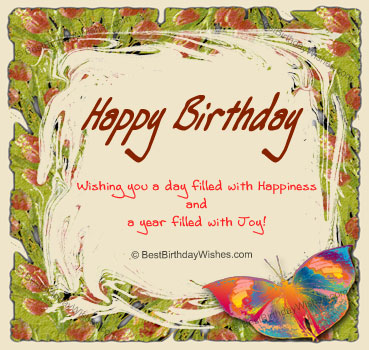 Happy Birthday
Wishing you a day filled with Happiness
and
a year filled with Joy!
© BestBirthdayWishes.com